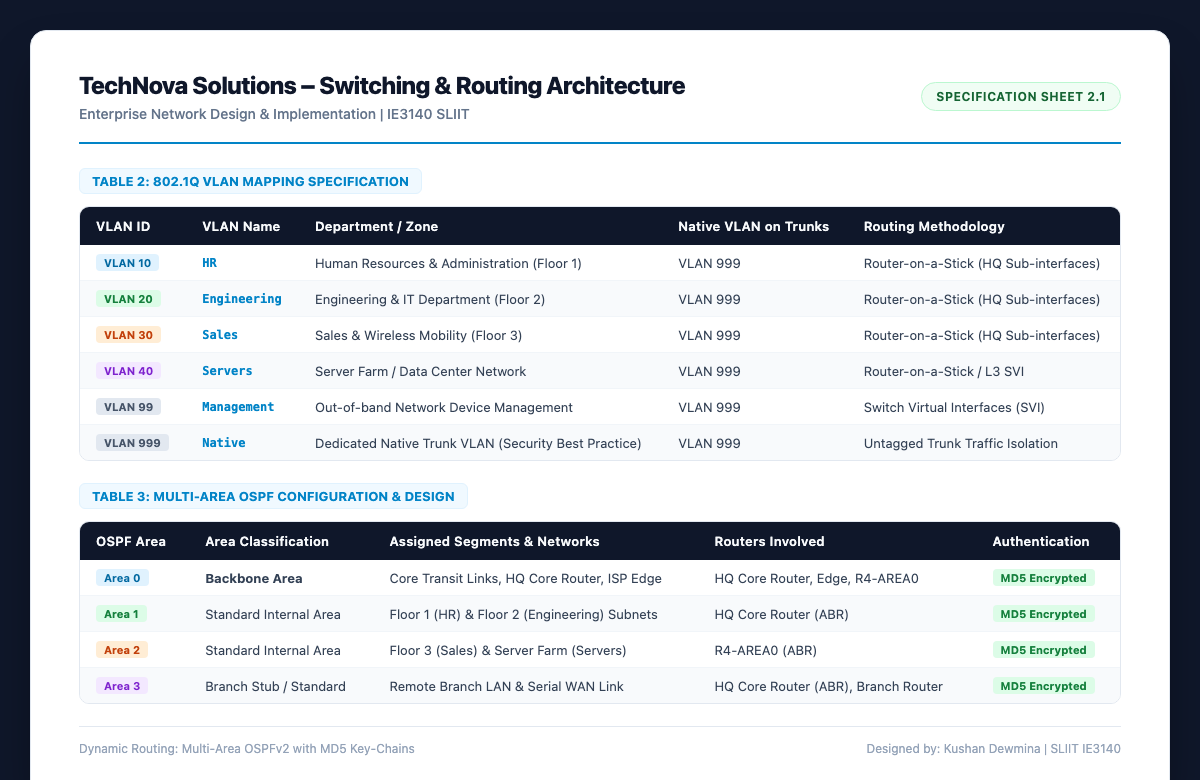 TechNova Solutions – Switching & Routing Architecture
Enterprise Network Design & Implementation | IE3140 SLIIT
SPECIFICATION SHEET 2.1
TABLE 2: 802.1Q VLAN MAPPING SPECIFICATION
VLAN ID VLAN Name Department / Zone Native VLAN on Trunks Routing Methodology
VLAN 10 HR Human Resources & Administration (Floor 1) VLAN 999 Router-on-a-Stick (HQ Sub-interfaces)
VLAN 20 Engineering Engineering & IT Department (Floor 2) VLAN 999 Router-on-a-Stick (HQ Sub-interfaces)
VLAN 30 Sales Sales & Wireless Mobility (Floor 3) VLAN 999 Router-on-a-Stick (HQ Sub-interfaces)
VLAN 40 Servers Server Farm / Data Center Network VLAN 999 Router-on-a-Stick / L3 SVI
VLAN 99 Management Out-of-band Network Device Management VLAN 999 Switch Virtual Interfaces (SVI)
VLAN 999 Native Dedicated Native Trunk VLAN (Security Best Practice) VLAN 999 Untagged Trunk Traffic Isolation
TABLE 3: MULTI-AREA OSPF CONFIGURATION & DESIGN
OSPF Area Area Classification Assigned Segments & Networks Routers Involved Authentication
Area 0 Backbone Area Core Transit Links, HQ Core Router, ISP Edge HQ Core Router, Edge, R4-AREA0 MD5 Encrypted
Area 1 Standard Internal Area Floor 1 (HR) & Floor 2 (Engineering) Subnets HQ Core Router (ABR) MD5 Encrypted
Area 2 Standard Internal Area Floor 3 (Sales) & Server Farm (Servers) R4-AREA0 (ABR) MD5 Encrypted
Area 3 Branch Stub / Standard Remote Branch LAN & Serial WAN Link HQ Core Router (ABR), Branch Router MD5 Encrypted
Dynamic Routing: Multi-Area OSPFv2 with MD5 Key-Chains
Designed by: Kushan Dewmina | SLIIT IE3140